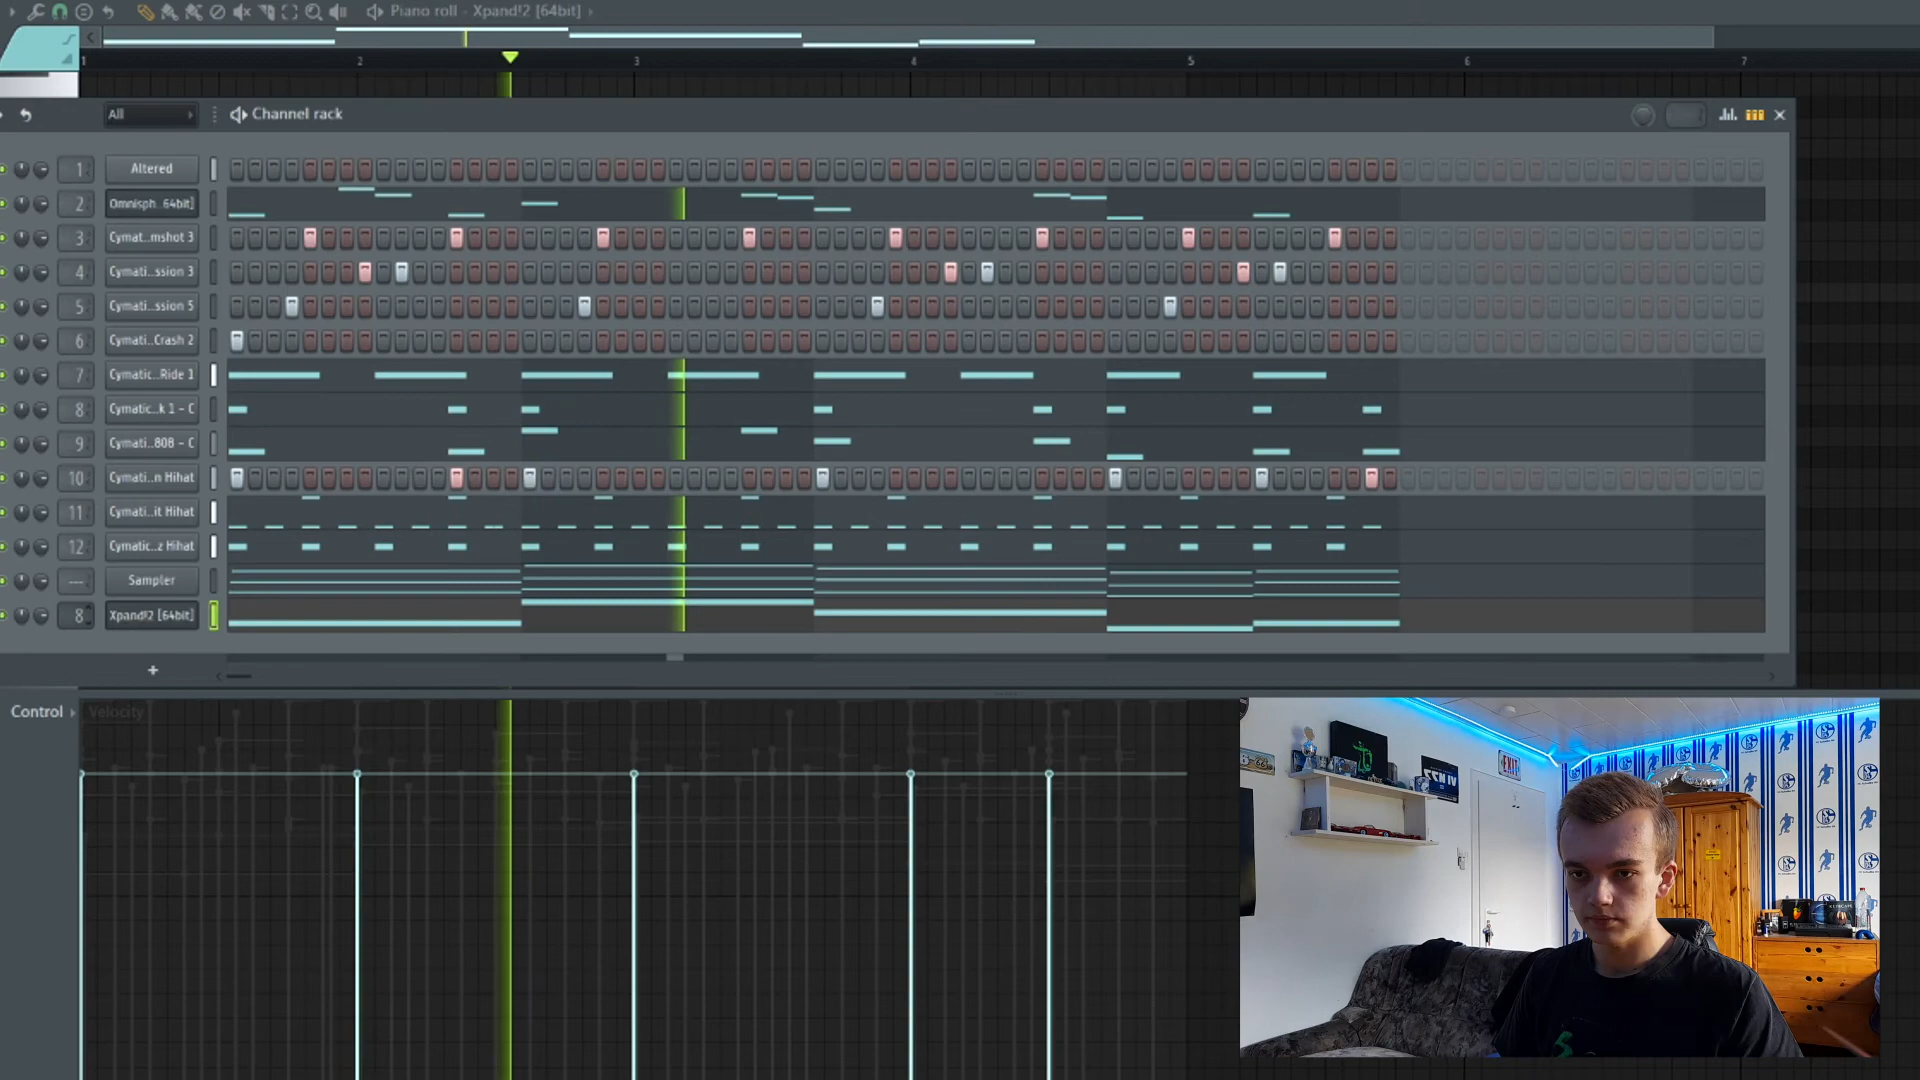 Piano roll - Xpand!2 [64bit]
1 2 3 4 5 6 7
All Channel rack
1 Altered
2 Omnisph..64bit]
3 Cymat...mshot 3
4 Cymati..ssion 3
5 Cymati..ssion 5
6 Cymati..Crash 2
7 Cymatic..Ride 1
8 Cymatic..k 1 - C
9 Cymati..808 - C
10 Cymati..n Hihat
11 Cymati..it Hihat
12 Cymatic..z Hihat
--- Sampler
8 Xpand!2 [64bit]
+
Control Velocity
EXIT